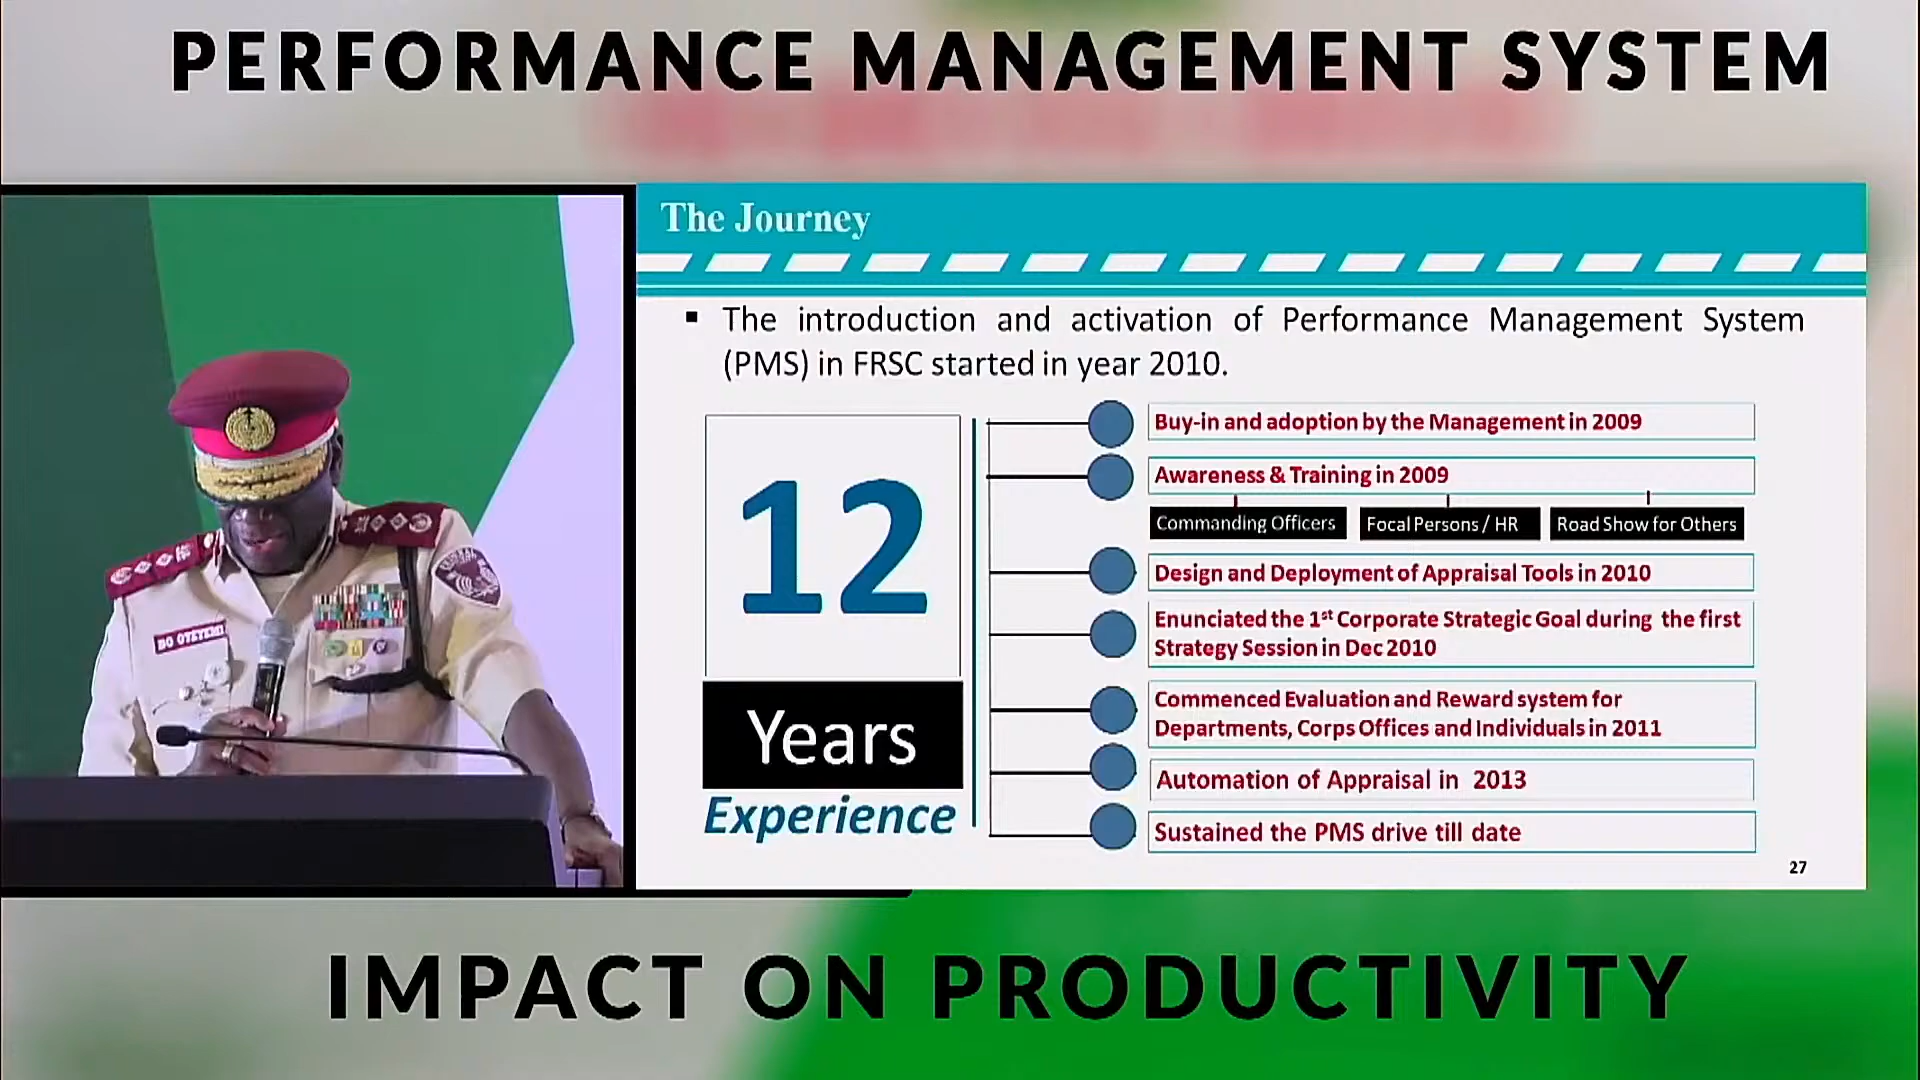 PERFORMANCE MANAGEMENT SYSTEM
The Journey
▪ The introduction and activation of Performance Management System
(PMS) in FRSC started in year 2010.
12
Years
Experience
Buy-in and adoption by the Management in 2009
Awareness & Training in 2009
Commanding Officers
Focal Persons / HR
Road Show for Others
Design and Deployment of Appraisal Tools in 2010
Enunciated the 1st Corporate Strategic Goal during the first
Strategy Session in Dec 2010
Commenced Evaluation and Reward system for
Departments, Corps Offices and Individuals in 2011
Automation of Appraisal in 2013
Sustained the PMS drive till date
27
BO OYEYEMI
IMPACT ON PRODUCTIVITY